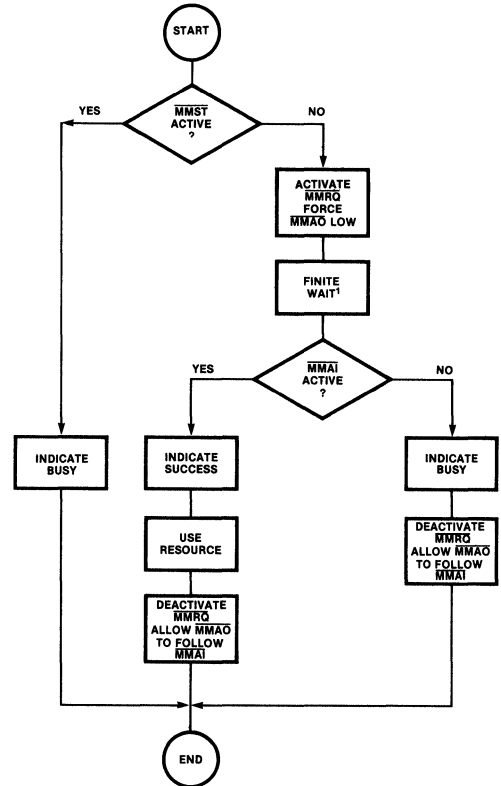 START
YES
MMST
ACTIVE
?
NO
ACTIVATE
MMRQ
FORCE
MMAO LOW
FINITE
WAIT¹
YES
MMAI
ACTIVE
?
NO
INDICATE
BUSY
INDICATE
SUCCESS
INDICATE
BUSY
USE
RESOURCE
DEACTIVATE
MMRQ
ALLOW MMAO
TO FOLLOW
MMAI
DEACTIVATE
MMRQ
ALLOW MMAO
TO FOLLOW
MMAI
END